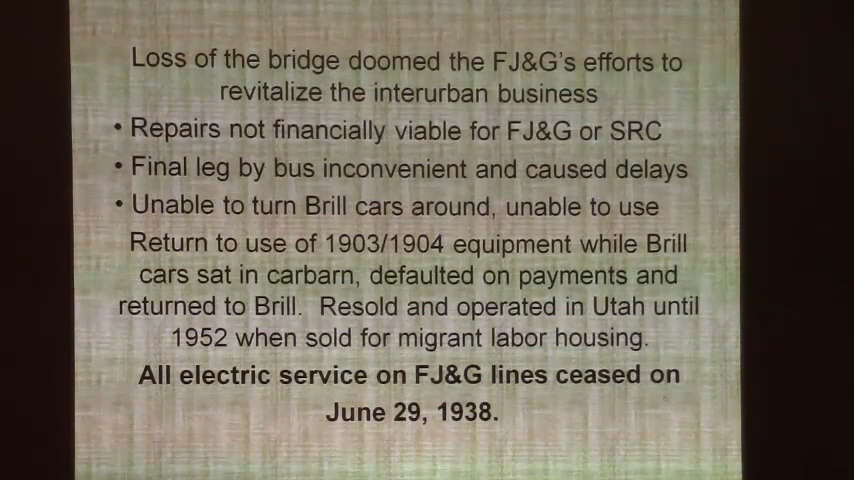 Loss of the bridge doomed the FJ&G's efforts to
revitalize the interurban business
• Repairs not financially viable for FJ&G or SRC
• Final leg by bus inconvenient and caused delays
• Unable to turn Brill cars around, unable to use
Return to use of 1903/1904 equipment while Brill
cars sat in carbarn, defaulted on payments and
returned to Brill.  Resold and operated in Utah until
1952 when sold for migrant labor housing.
All electric service on FJ&G lines ceased on
June 29, 1938.